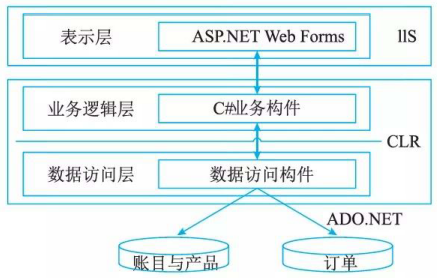 表示层 ASP.NET Web Forms llS
业务逻辑层 C#业务构件
CLR
数据访问层 数据访问构件
ADO.NET
账目与产品 订单